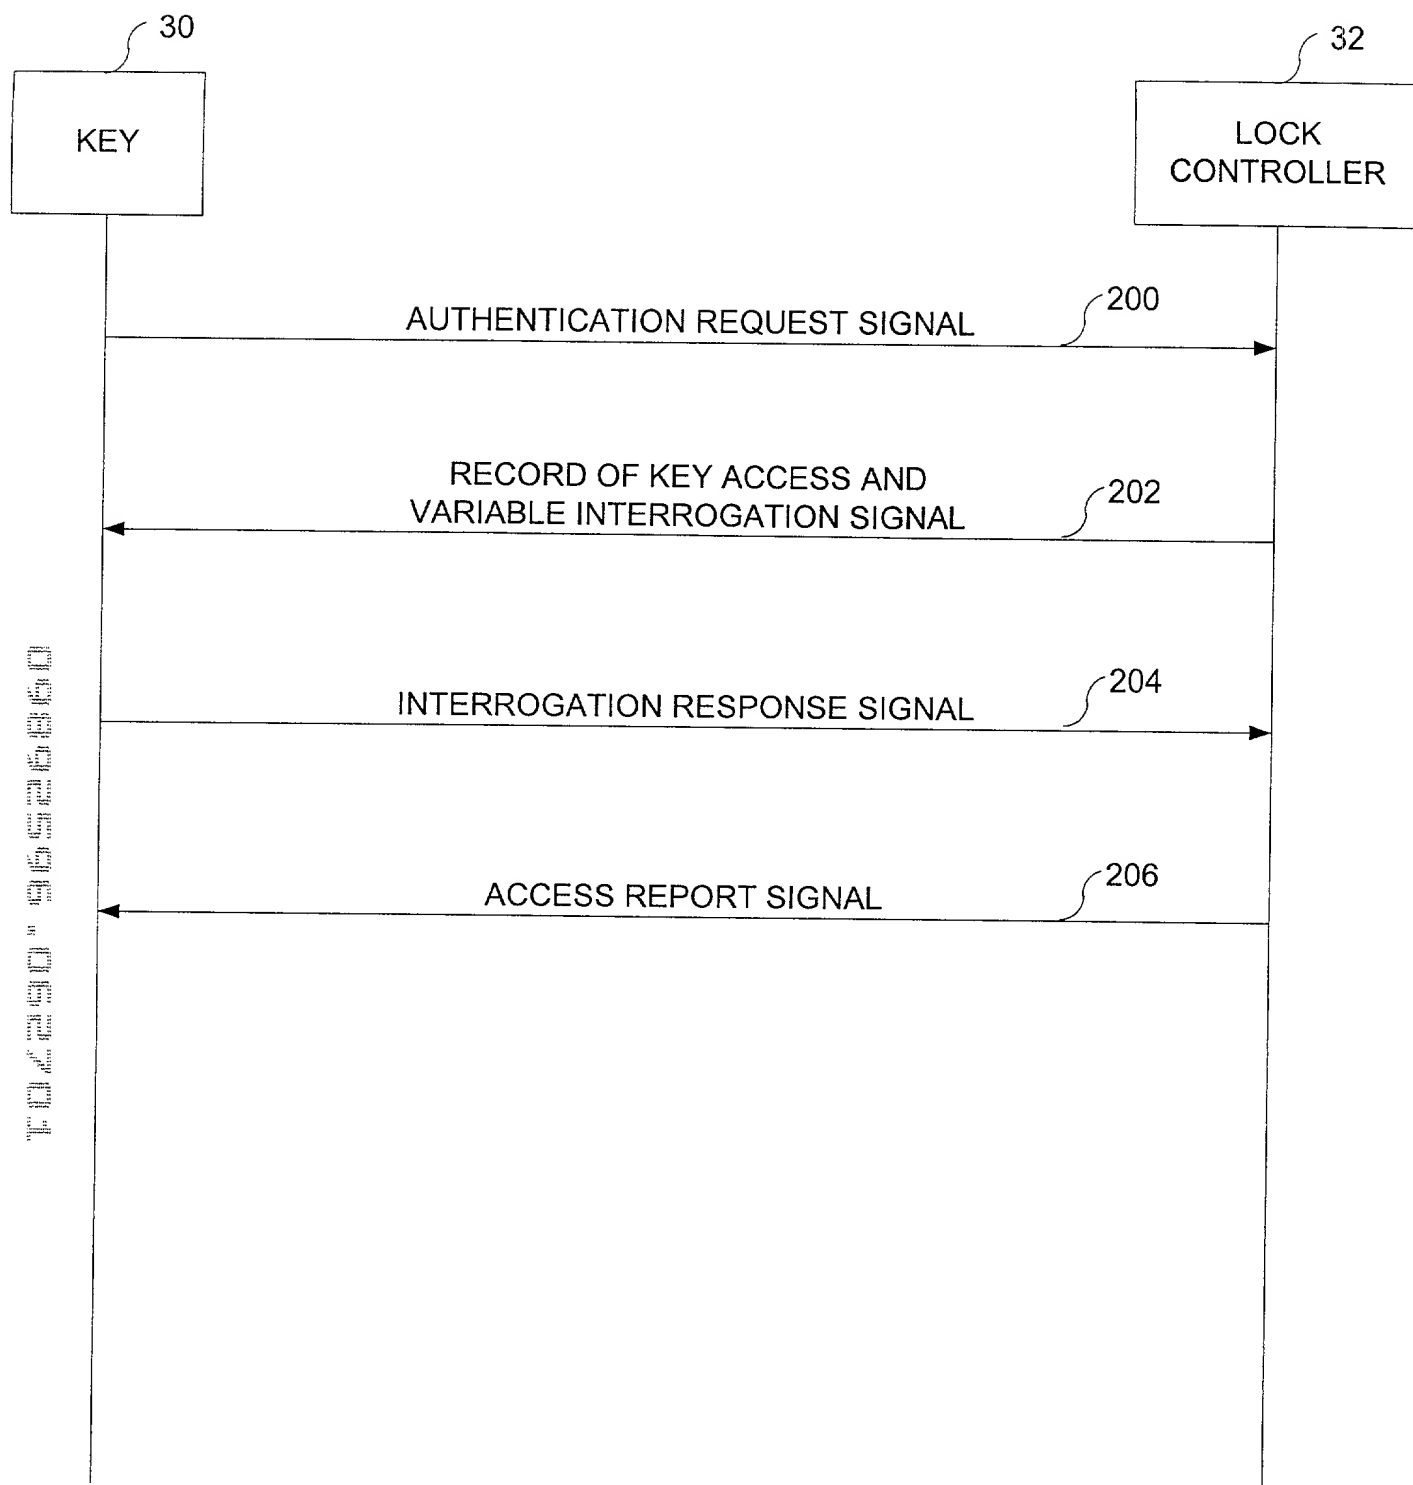 30
32
KEY
LOCK
CONTROLLER
200
AUTHENTICATION REQUEST SIGNAL
RECORD OF KEY ACCESS AND
202
VARIABLE INTERROGATION SIGNAL
204
INTERROGATION RESPONSE SIGNAL
206
ACCESS REPORT SIGNAL